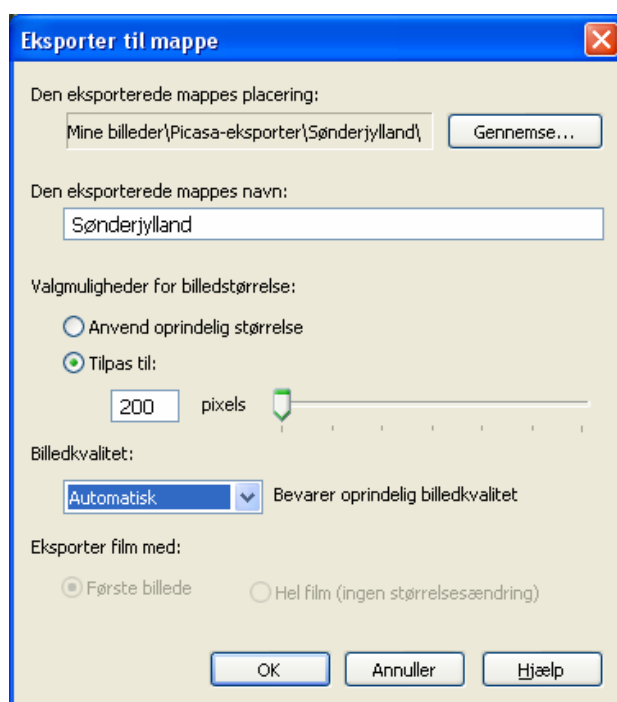 Eksporter til mappe
Den eksporterede mappes placering:
Mine billeder\Picasa-eksporter\Sønderjylland\ Gennemse...
Den eksporterede mappes navn:
Sønderjylland
Valgmuligheder for billedstørrelse:
Anvend oprindelig størrelse
Tilpas til:
200 pixels
Billedkvalitet:
Automatisk Bevarer oprindelig billedkvalitet
Eksporter film med:
Første billede Hel film (ingen størrelsesændring)
OK Annuller Hjælp